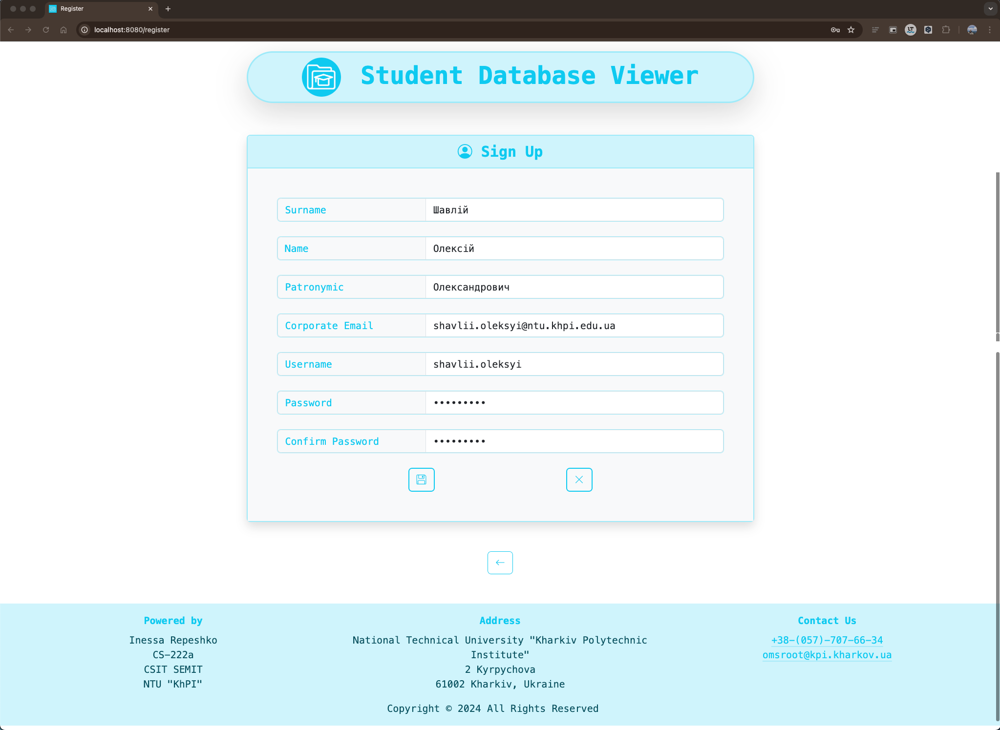 Register
localhost:8080/register
LT
Student Database Viewer
Sign Up
Surname Шавлій
Name Олексій
Patronymic Олександрович
Corporate Email shavlii.oleksyi@ntu.khpi.edu.ua
Username shavlii.oleksyi
Password •••••••••
Confirm Password •••••••••
Powered by
Inessa Repeshko
CS-222a
CSIT SEMIT
NTU "KhPI"
Address
National Technical University "Kharkiv Polytechnic
Institute"
2 Kyrpychova
61002 Kharkiv, Ukraine
Contact Us
+38-(057)-707-66-34
omsroot@kpi.kharkov.ua
Copyright © 2024 All Rights Reserved